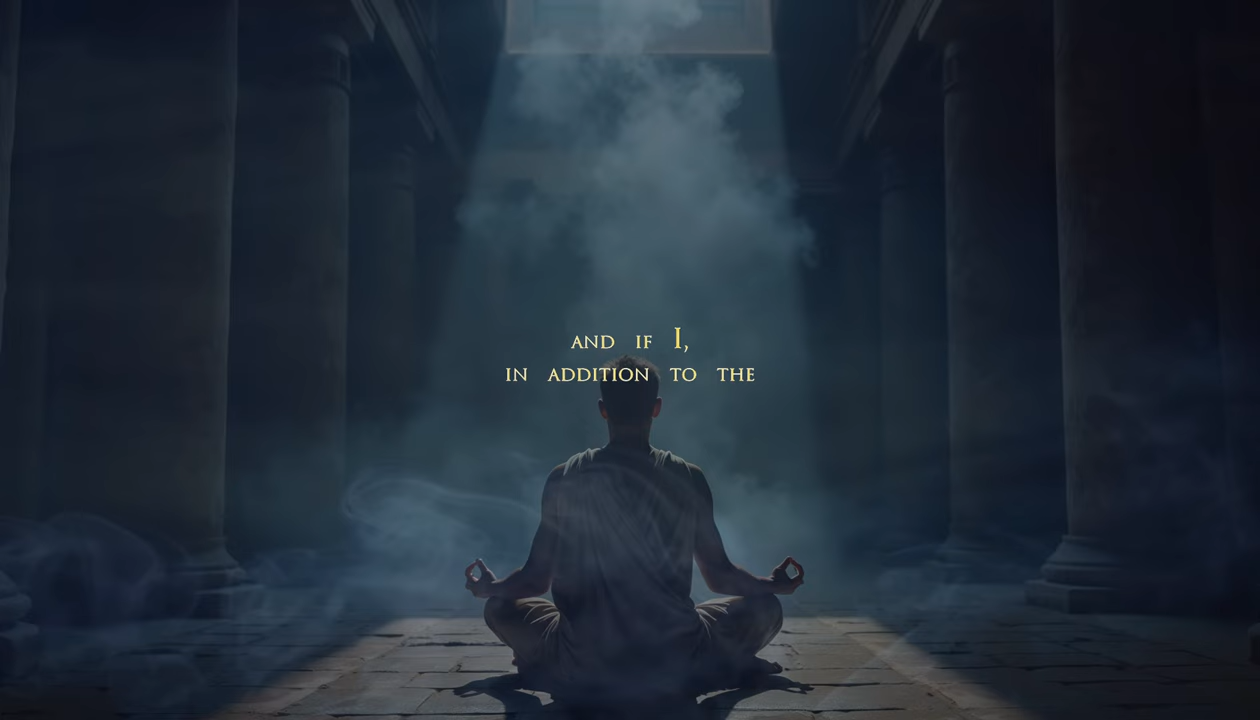 AND IF I,
IN ADDITION TO THE